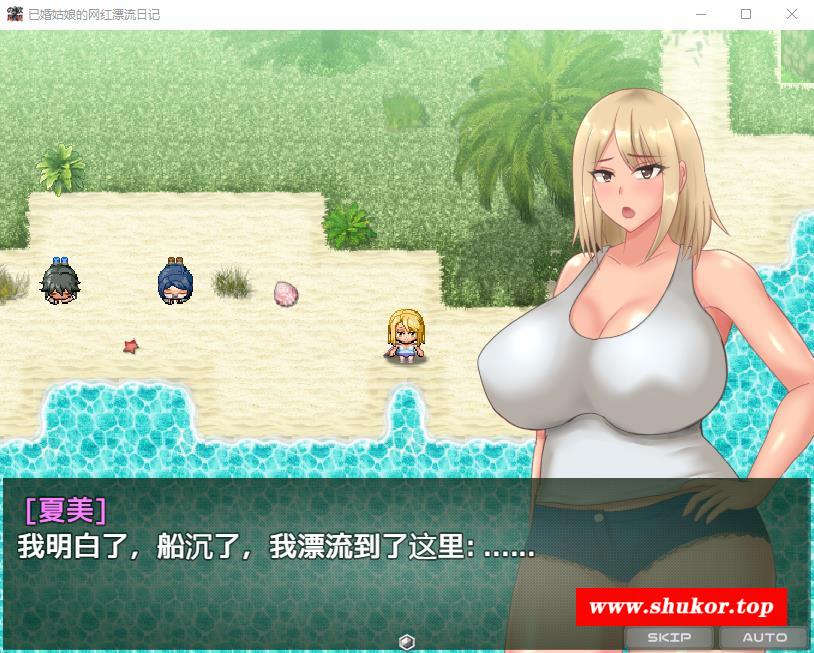 已婚姑娘的网红漂流日记
[夏美]
我明白了，船沉了，我漂流到了这里: ……
www.shukor.top
SKIP AUTO